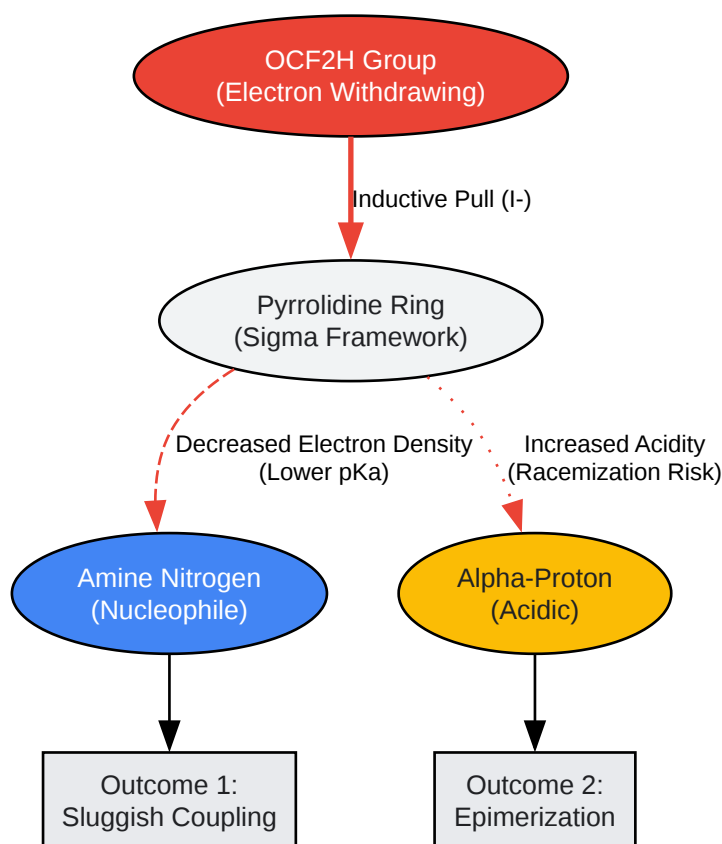 OCF2H Group
(Electron Withdrawing)
Inductive Pull (I-)
Pyrrolidine Ring
(Sigma Framework)
Decreased Electron Density
(Lower pKa)
Increased Acidity
(Racemization Risk)
Amine Nitrogen
(Nucleophile)
Alpha-Proton
(Acidic)
Outcome 1:
Sluggish Coupling
Outcome 2:
Epimerization